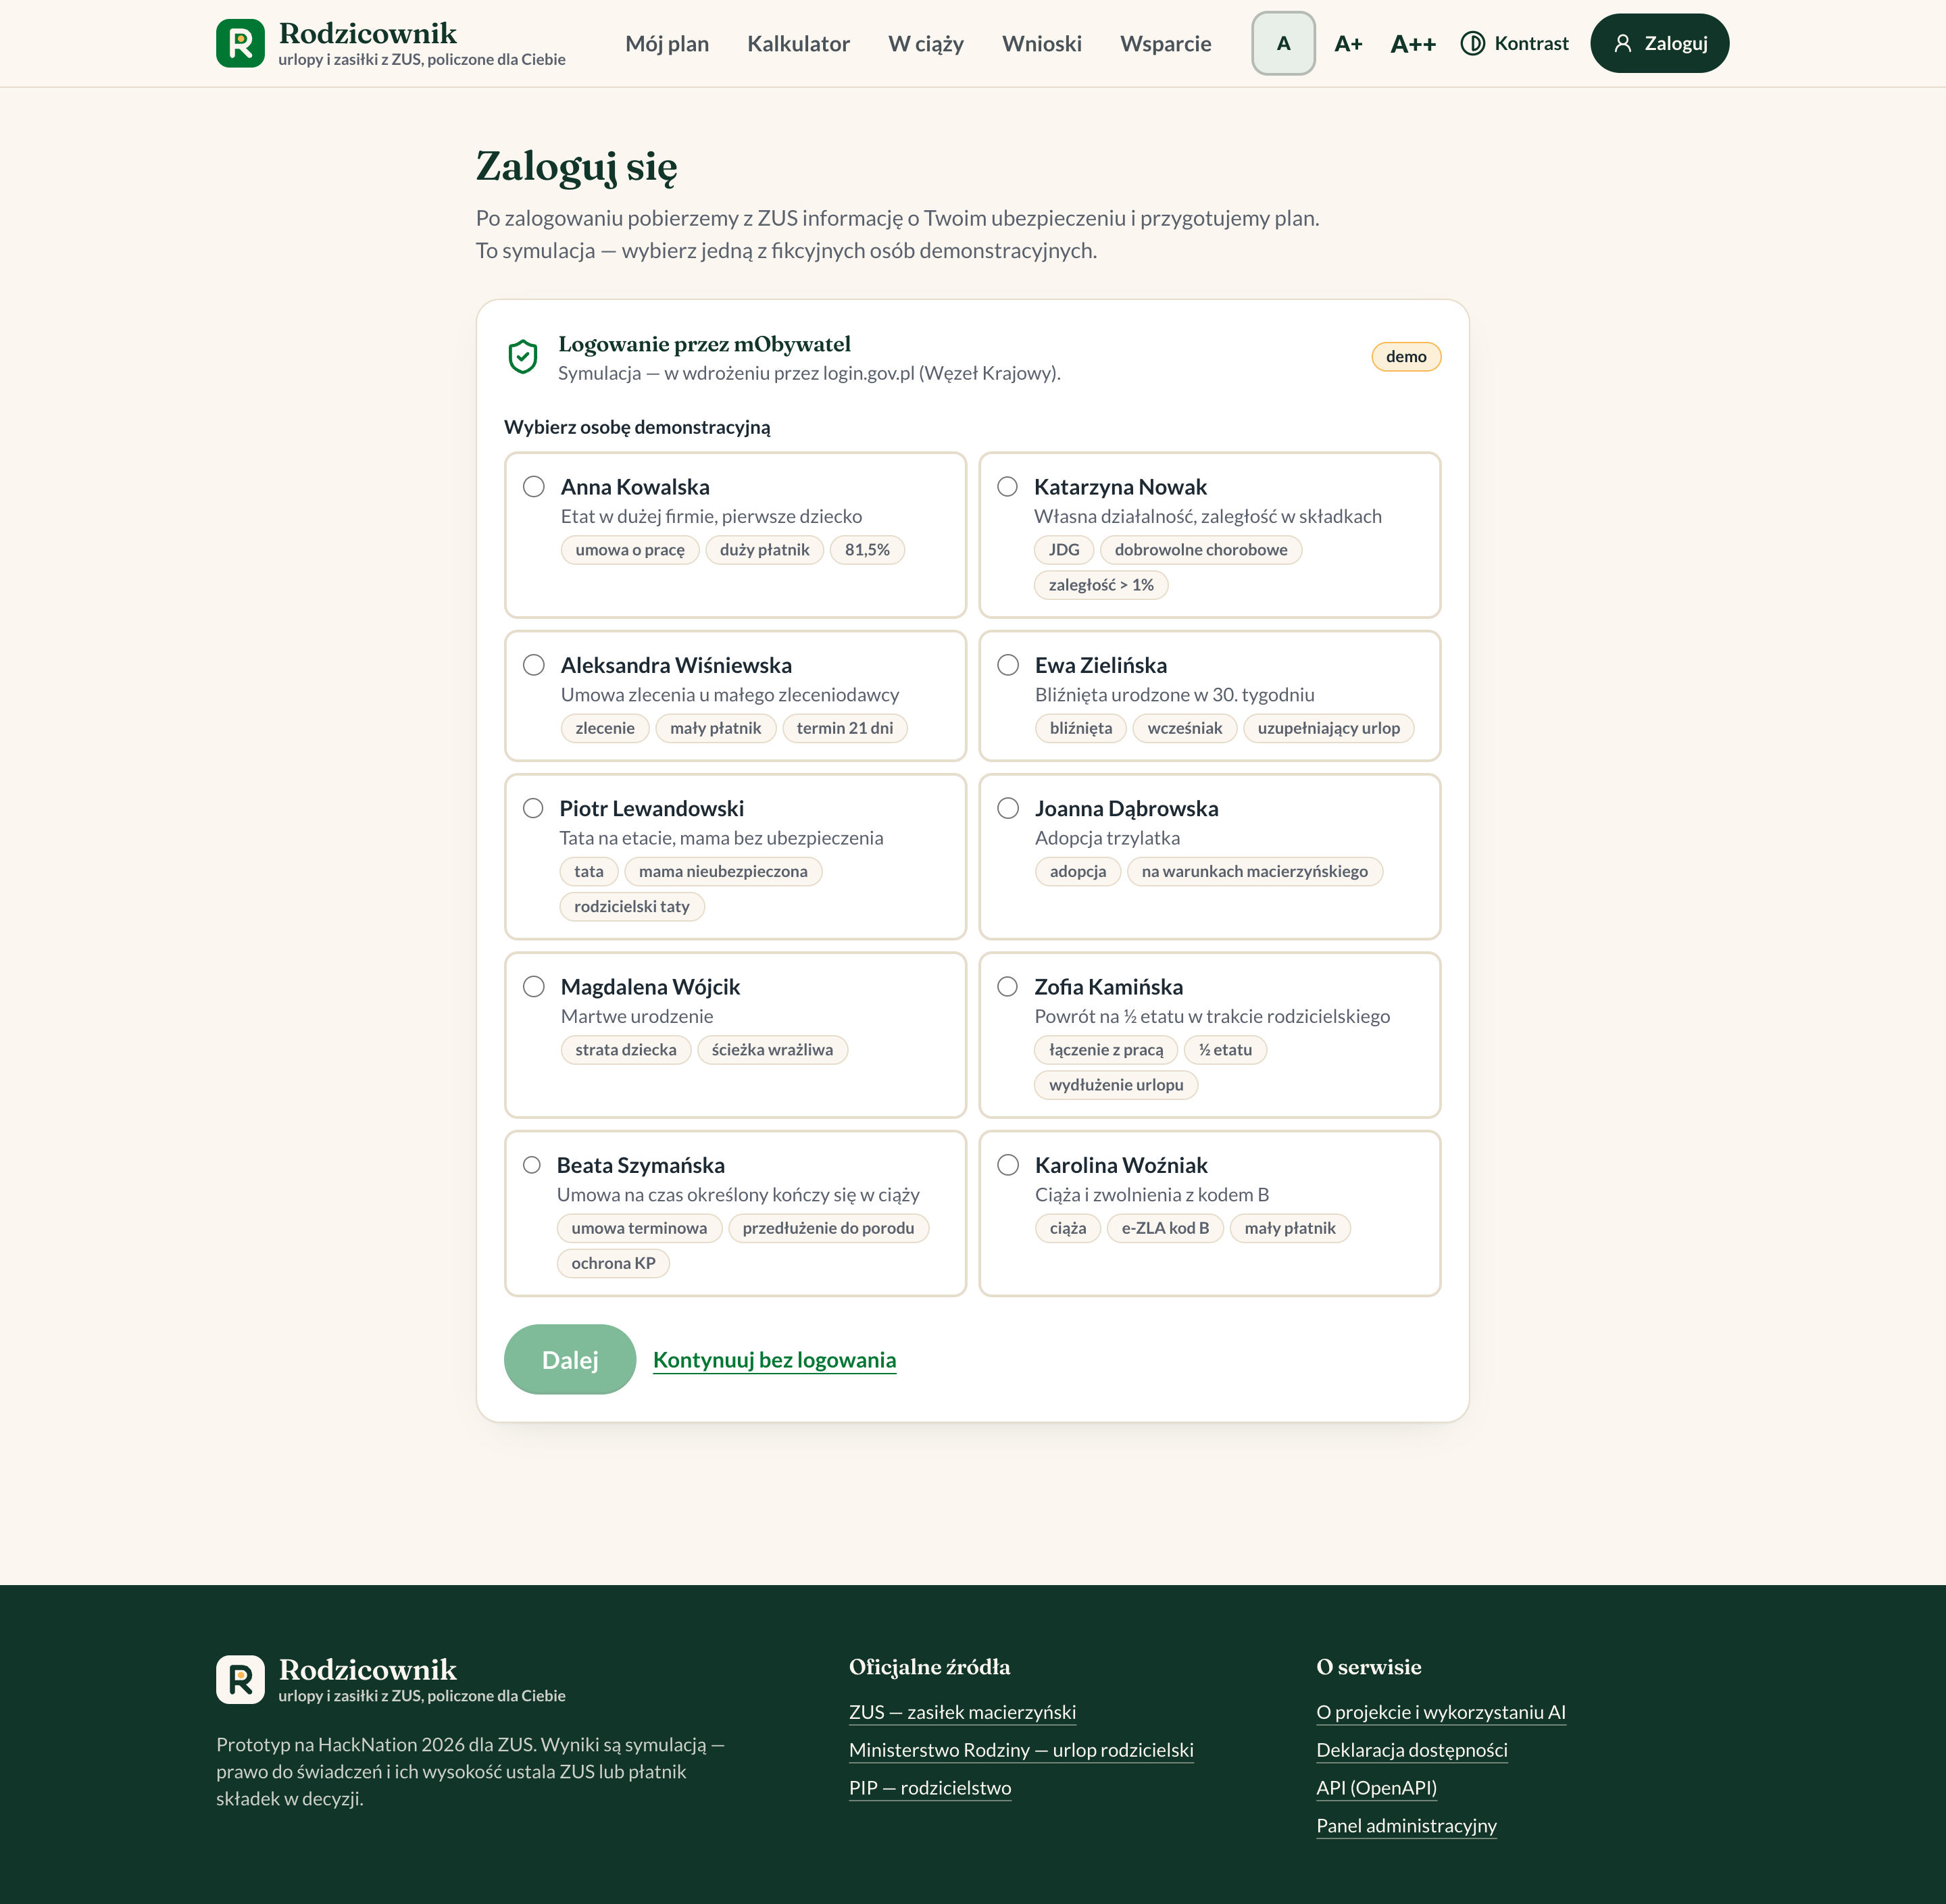 Rodzicownik
urlopy i zasiłki z ZUS, policzone dla Ciebie
Mój plan
Kalkulator
W ciąży
Wnioski
Wsparcie
A
A+
A++
Kontrast
Zaloguj
Zaloguj się
Po zalogowaniu pobierzemy z ZUS informację o Twoim ubezpieczeniu i przygotujemy plan.
To symulacja — wybierz jedną z fikcyjnych osób demonstracyjnych.
Logowanie przez mObywatel
Symulacja — w wdrożeniu przez login.gov.pl (Węzeł Krajowy).
demo
Wybierz osobę demonstracyjną
Anna Kowalska
Etat w dużej firmie, pierwsze dziecko
umowa o pracę
duży płatnik
81,5%
Katarzyna Nowak
Własna działalność, zaległość w składkach
JDG
dobrowolne chorobowe
zaległość > 1%
Aleksandra Wiśniewska
Umowa zlecenia u małego zleceniodawcy
zlecenie
mały płatnik
termin 21 dni
Ewa Zielińska
Bliźnięta urodzone w 30. tygodniu
bliźnięta
wcześniak
uzupełniający urlop
Piotr Lewandowski
Tata na etacie, mama bez ubezpieczenia
tata
mama nieubezpieczona
rodzicielski taty
Joanna Dąbrowska
Adopcja trzylatka
adopcja
na warunkach macierzyńskiego
Magdalena Wójcik
Martwe urodzenie
strata dziecka
ścieżka wrażliwa
Zofia Kamińska
Powrót na ½ etatu w trakcie rodzicielskiego
łączenie z pracą
½ etatu
wydłużenie urlopu
Beata Szymańska
Umowa na czas określony kończy się w ciąży
umowa terminowa
przedłużenie do porodu
ochrona KP
Karolina Woźniak
Ciąża i zwolnienia z kodem B
ciąża
e-ZLA kod B
mały płatnik
Dalej
Kontynuuj bez logowania
Rodzicownik
urlopy i zasiłki z ZUS, policzone dla Ciebie
Prototyp na HackNation 2026 dla ZUS. Wyniki są symulacją —
prawo do świadczeń i ich wysokość ustala ZUS lub płatnik
składek w decyzji.
Oficjalne źródła
ZUS — zasiłek macierzyński
Ministerstwo Rodziny — urlop rodzicielski
PIP — rodzicielstwo
O serwisie
O projekcie i wykorzystaniu AI
Deklaracja dostępności
API (OpenAPI)
Panel administracyjny